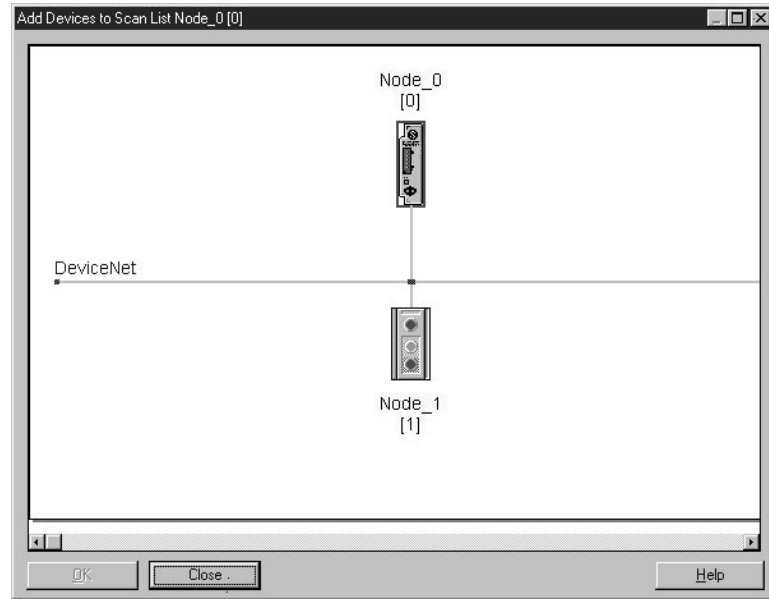 Add Devices to Scan List Node_0 [0]
Node_0
[0]
DeviceNet
Node_1
[1]
OK
Close
Help